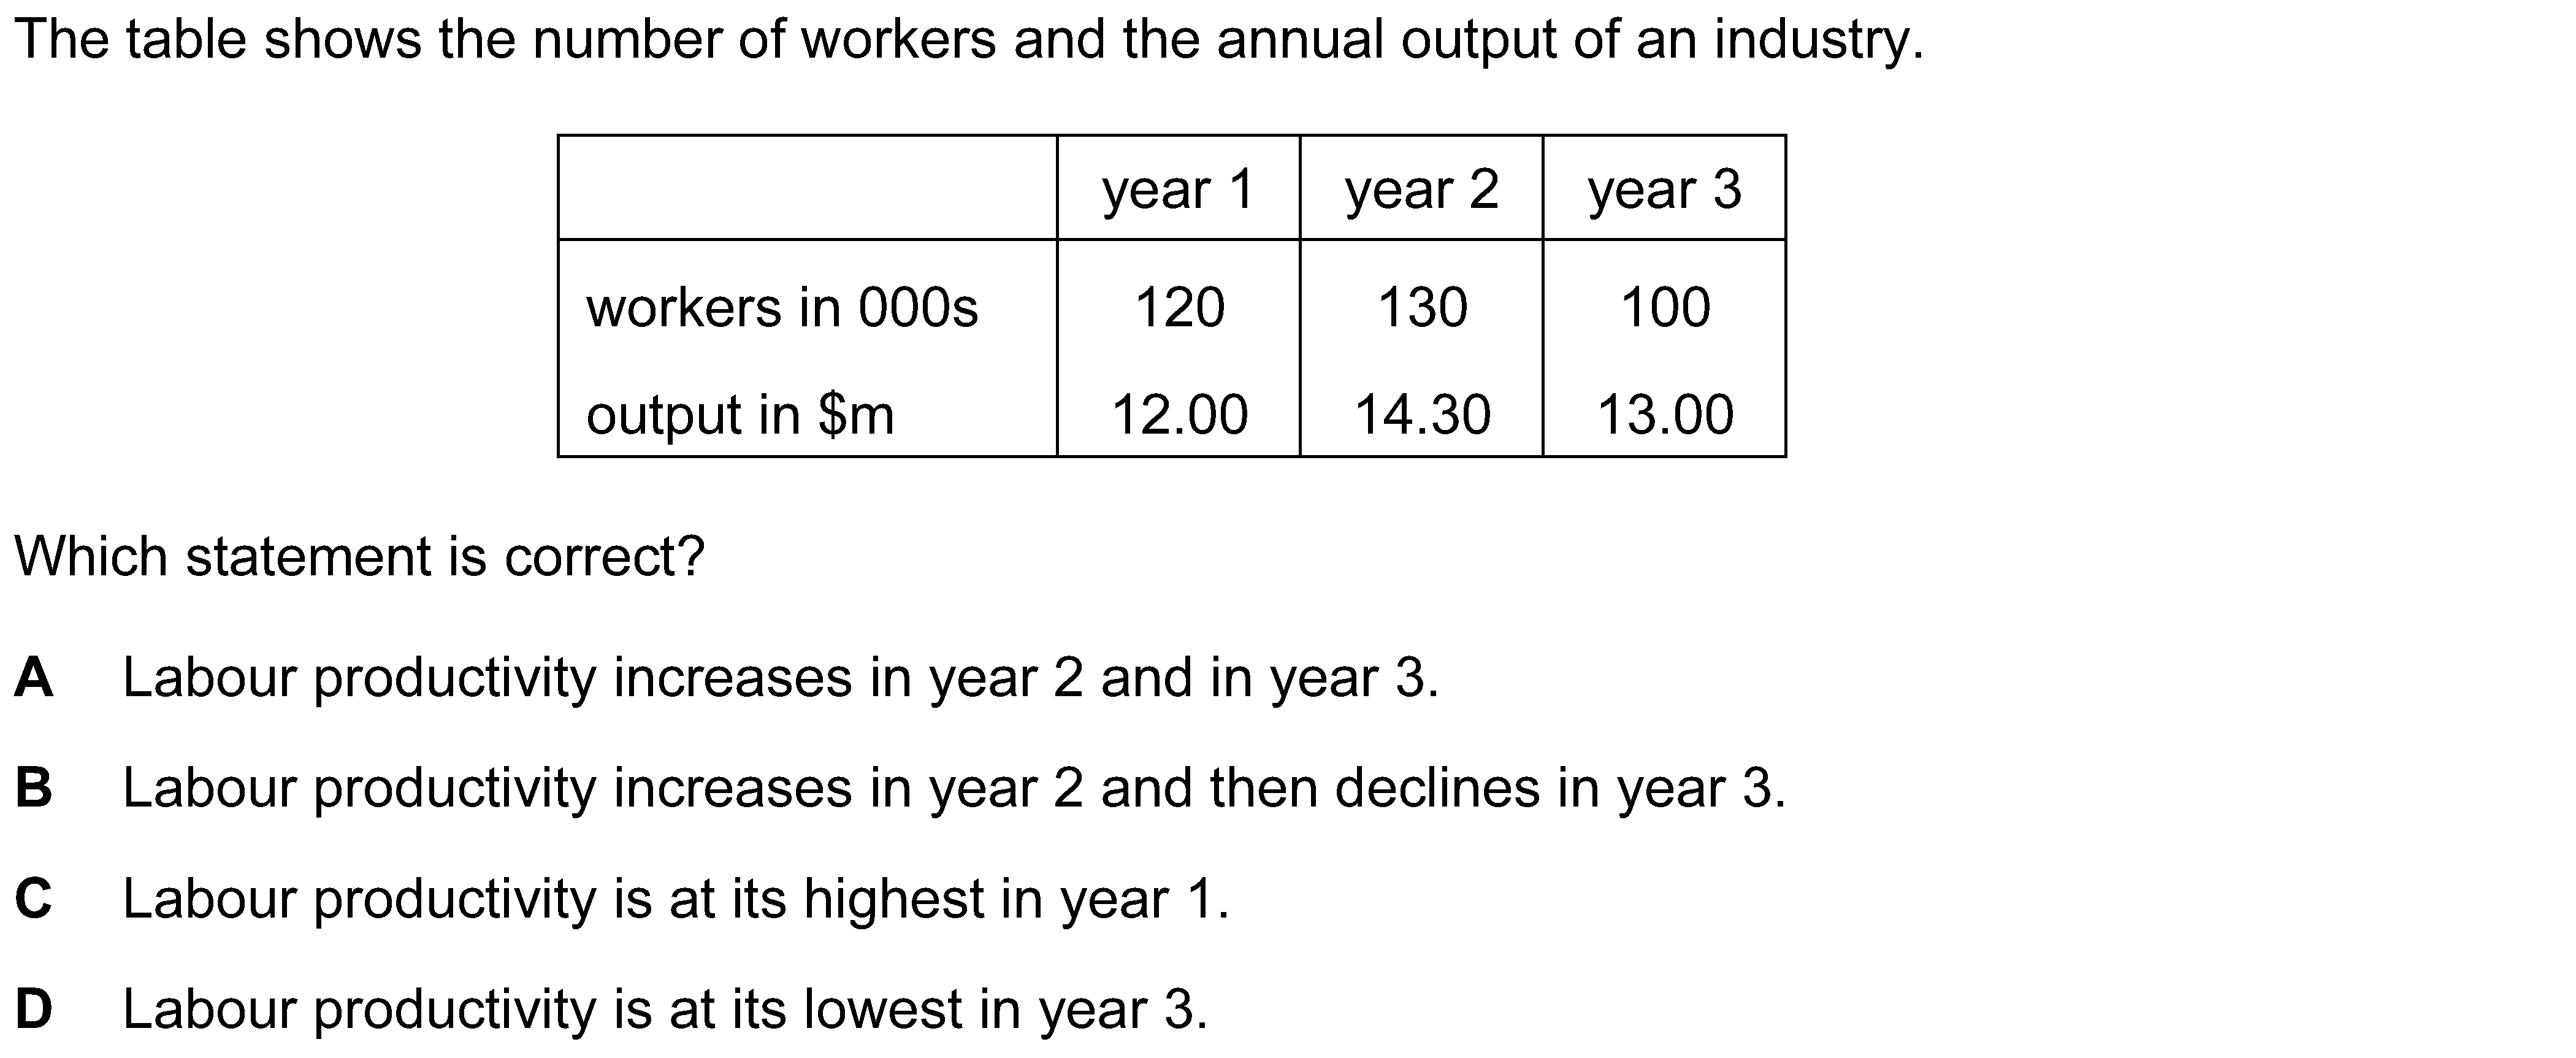 The table shows the number of workers and the annual output of an industry.
year 1 year 2 year 3
workers in 000s 120 130 100
output in $m 12.00 14.30 13.00
Which statement is correct?
A Labour productivity increases in year 2 and in year 3.
B Labour productivity increases in year 2 and then declines in year 3.
C Labour productivity is at its highest in year 1.
D Labour productivity is at its lowest in year 3.